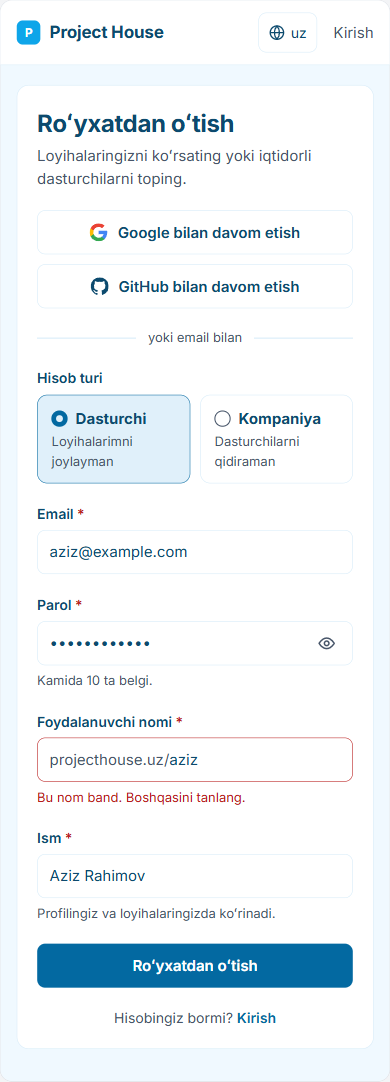 P Project House uz Kirish
Roʻyxatdan oʻtish
Loyihalaringizni koʻrsating yoki iqtidorli
dasturchilarni toping.
Google bilan davom etish
GitHub bilan davom etish
yoki email bilan
Hisob turi
Dasturchi
Loyihalarimni
joylayman
Kompaniya
Dasturchilarni
qidiraman
Email *
aziz@example.com
Parol *
••••••••••••
Kamida 10 ta belgi.
Foydalanuvchi nomi *
projecthouse.uz/aziz
Bu nom band. Boshqasini tanlang.
Ism *
Aziz Rahimov
Profilingiz va loyihalaringizda koʻrinadi.
Roʻyxatdan oʻtish
Hisobingiz bormi? Kirish